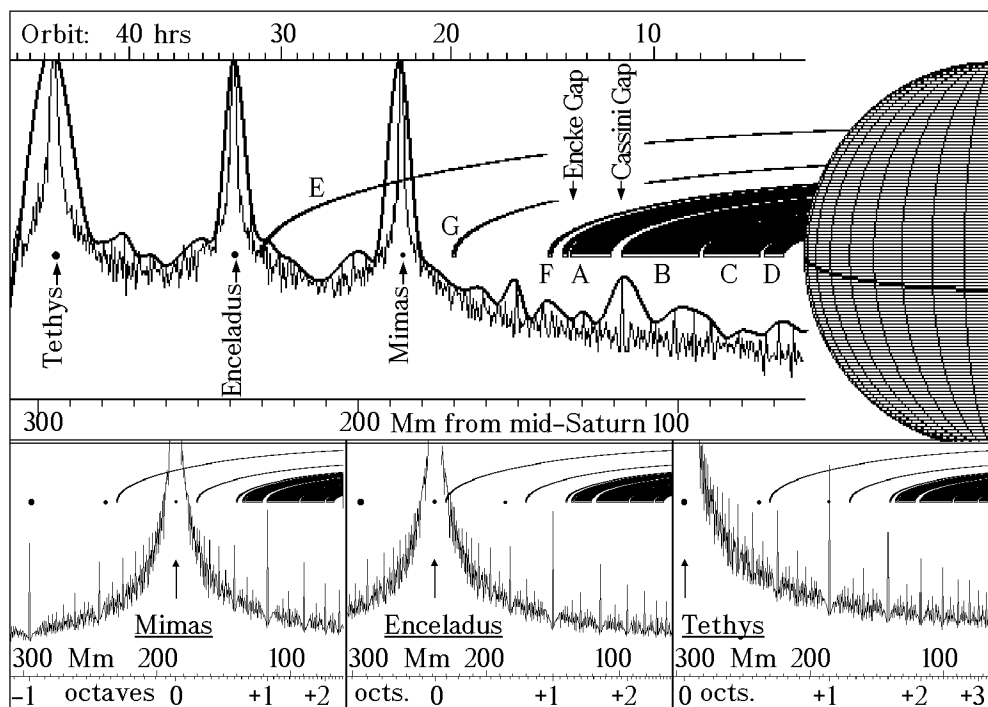 Orbit: 40 hrs 30 20 10
Encke Gap
Cassini Gap
E
G
F A B C D
Tethys
Enceladus
Mimas
300 200 Mm from mid-Saturn 100
Mimas
300 Mm 200 100
-1 octaves 0 +1 +2
Enceladus
300 Mm 200 100
octs. 0 +1 +2
Tethys
300 Mm 200 100
0 octs. +1 +2 +3